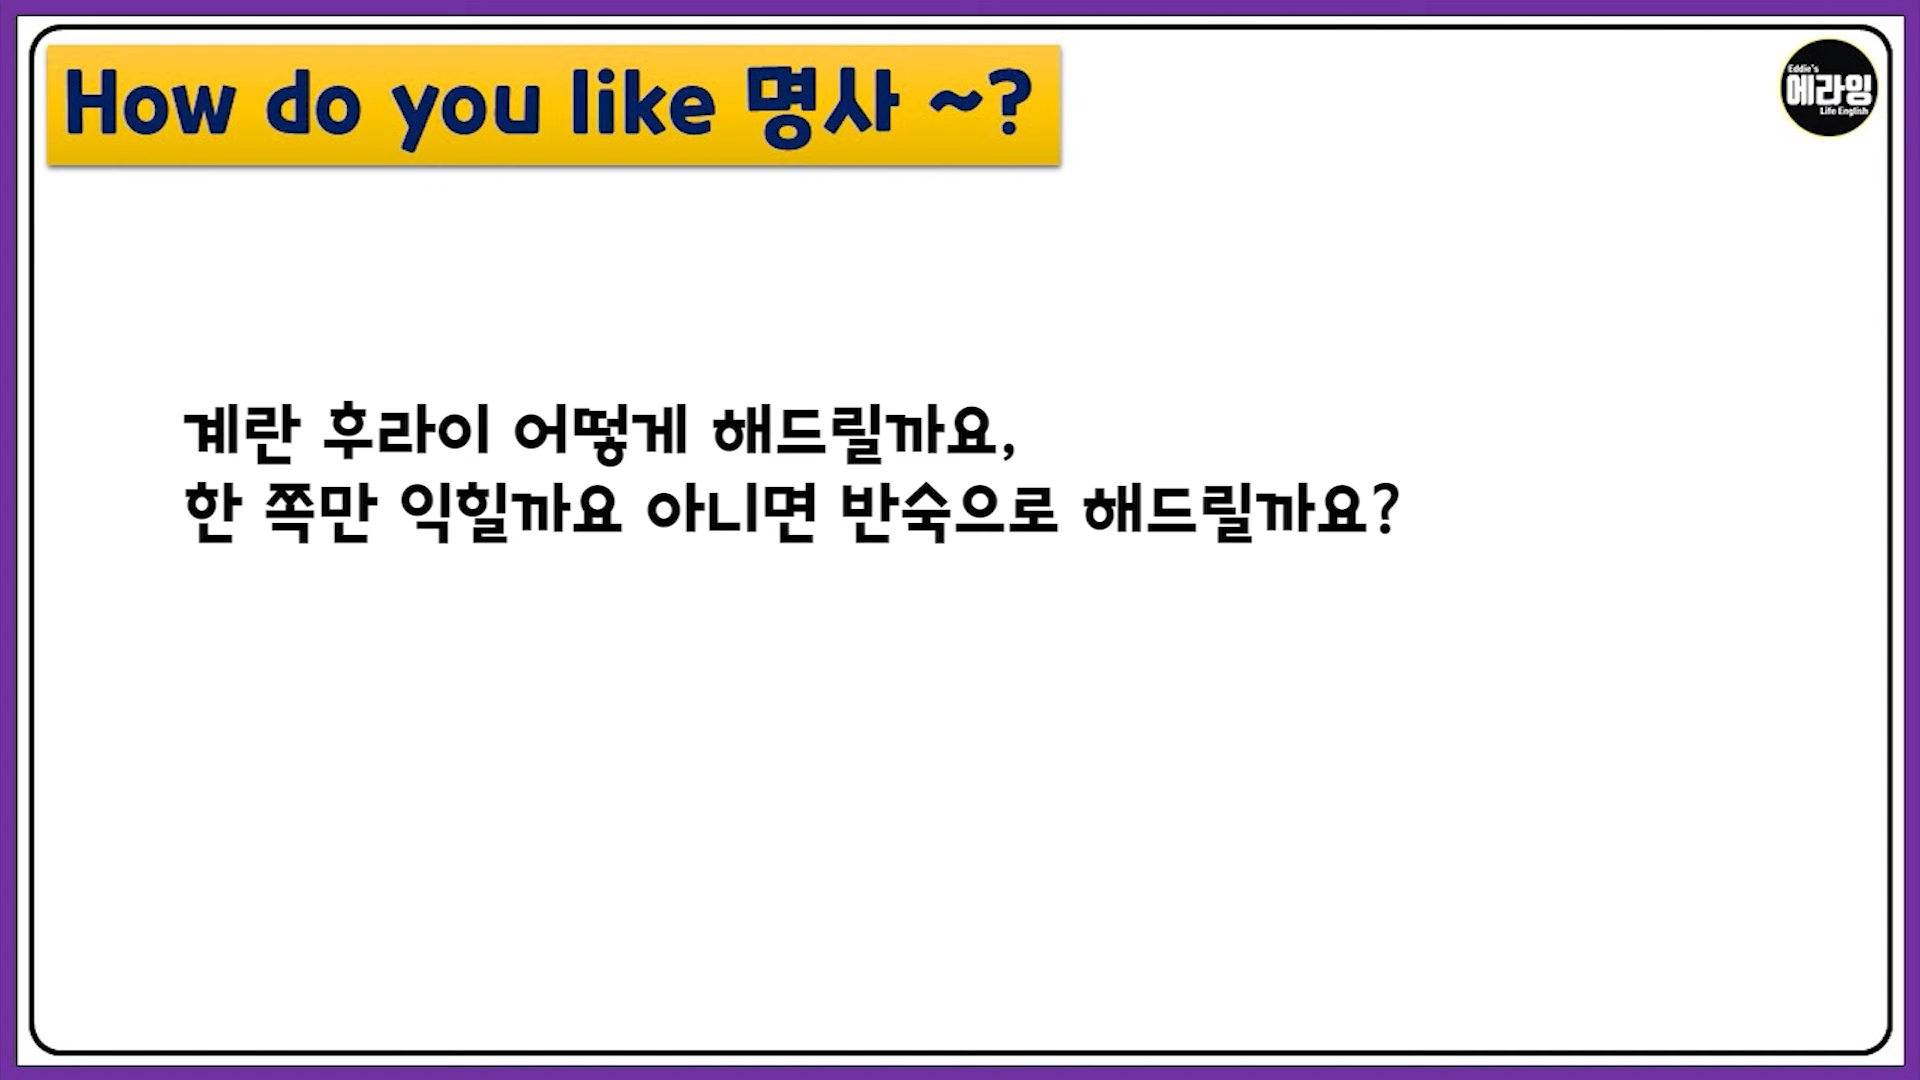 How do you like 명사 ~?
Eddie's
에라잉
Life English
계란 후라이 어떻게 해드릴까요,
한 쪽만 익힐까요 아니면 반숙으로 해드릴까요?